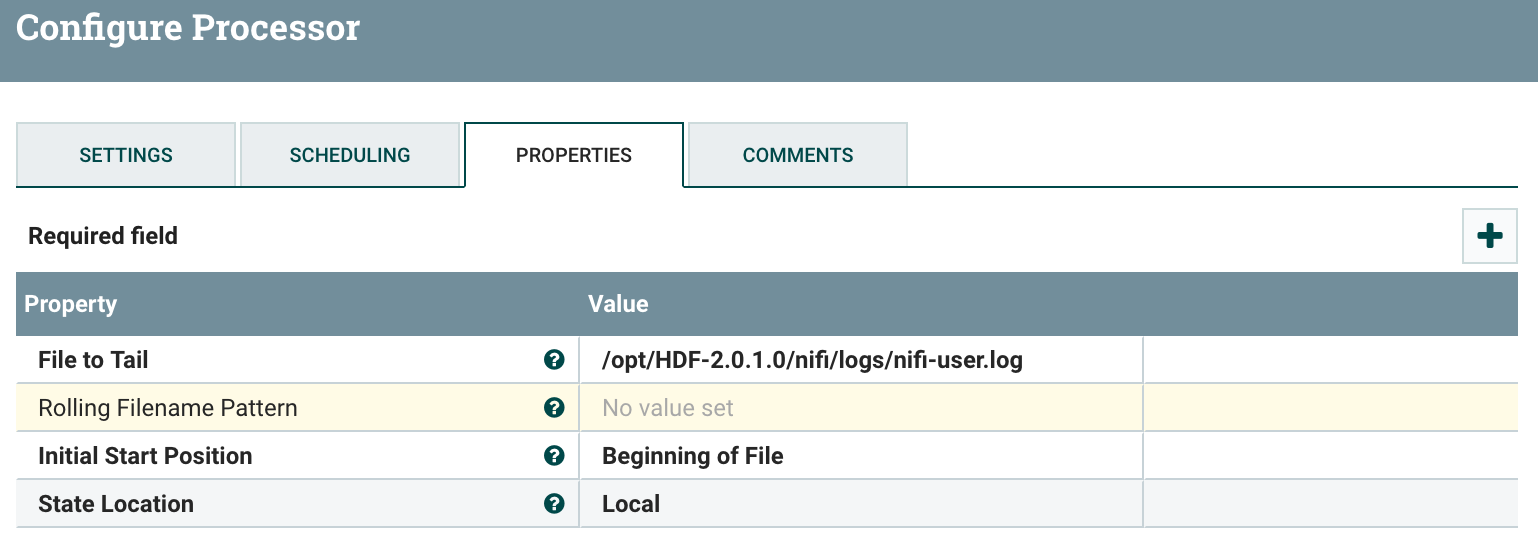 Configure Processor
SETTINGS SCHEDULING PROPERTIES COMMENTS
Required field
Property Value
File to Tail /opt/HDF-2.0.1.0/nifi/logs/nifi-user.log
Rolling Filename Pattern No value set
Initial Start Position Beginning of File
State Location Local